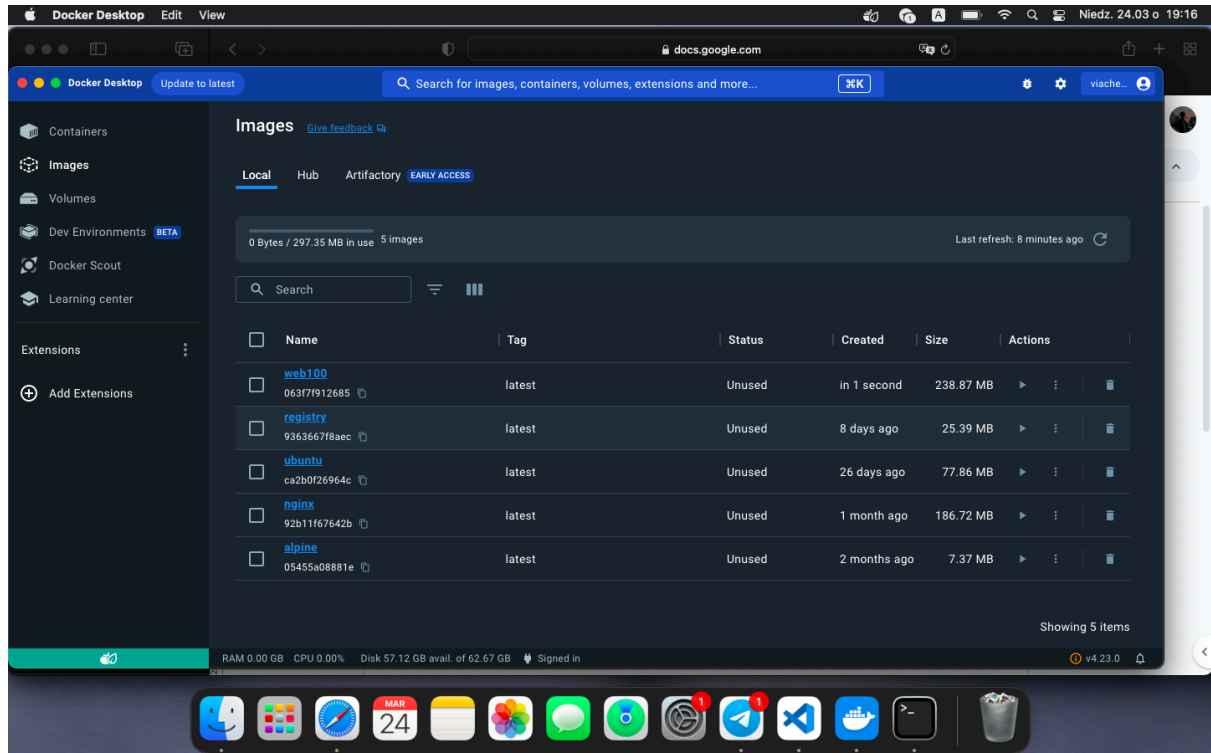 Docker Desktop Edit View A Niedz. 24.03 o 19:16
docs.google.com
Docker Desktop Update to latest Search for images, containers, volumes, extensions and more... ⌘K viache...
Containers
Images
Volumes
Dev Environments BETA
Docker Scout
Learning center
Extensions
Add Extensions
Images Give feedback
Local Hub Artifactory EARLY ACCESS
0 Bytes / 297.35 MB in use 5 images Last refresh: 8 minutes ago
Search
Name Tag Status Created Size Actions
web100
063f7f912685 latest Unused in 1 second 238.87 MB
registry
9363667f8aec latest Unused 8 days ago 25.39 MB
ubuntu
ca2b0f26964c latest Unused 26 days ago 77.86 MB
nginx
92b11f67642b latest Unused 1 month ago 186.72 MB
alpine
05455a08881e latest Unused 2 months ago 7.37 MB
Showing 5 items
RAM 0.00 GB CPU 0.00% Disk 57.12 GB avail. of 62.67 GB Signed in v4.23.0
MAR
24
1
1